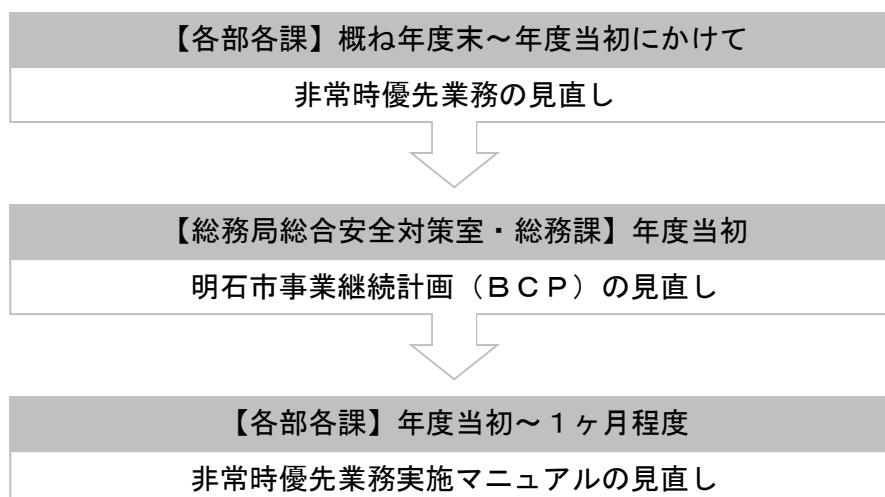 【各部各課】概ね年度末～年度当初にかけて
非常時優先業務の見直し
【総務局総合安全対策室・総務課】年度当初
明石市事業継続計画（ＢＣＰ）の見直し
【各部各課】年度当初～１ヶ月程度
非常時優先業務実施マニュアルの見直し